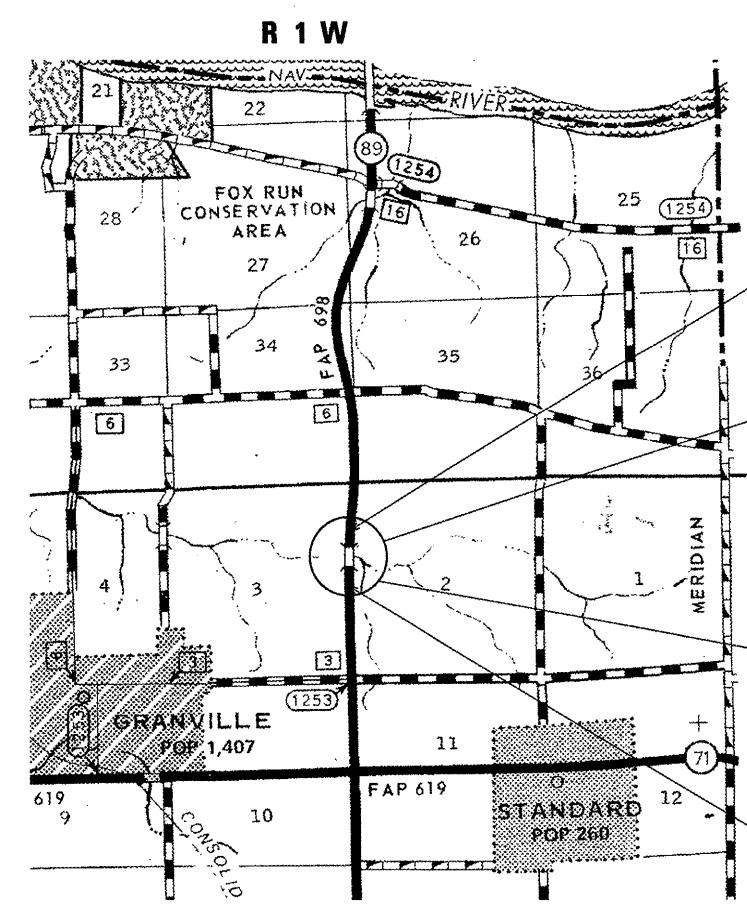 R 1 W
21
NAV
22
RIVER
89
1254
FOX RUN
CONSERVATION
AREA
28
25
1254
16
16
26
27
FAP 698
34
33
35
36
6
6
MERIDIAN
4
3
2
1
3
3
1253
1253
GRANVILLE
POP 1,407
11
71
FAP 619
619
9
10
12
STANDARD
POP 260
CONSOLID